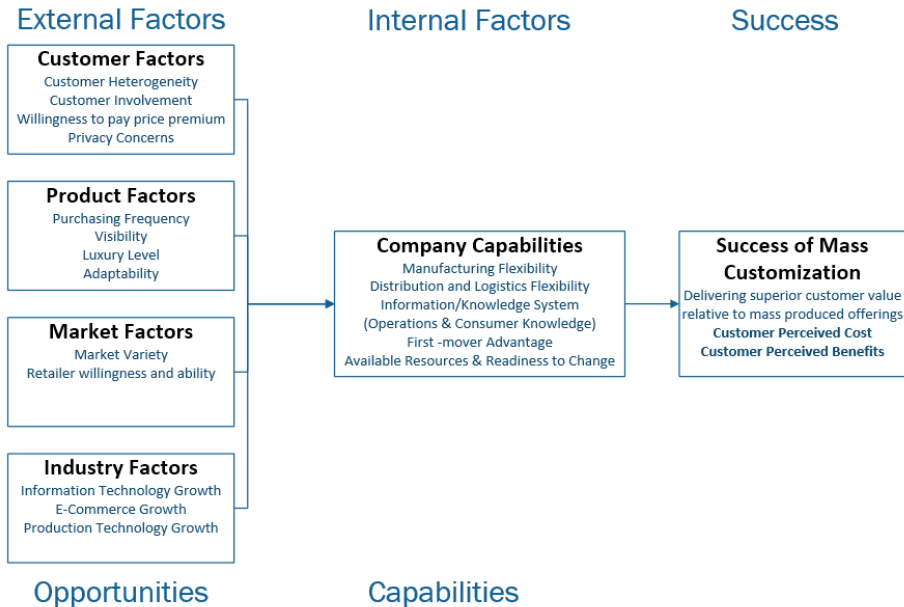 External Factors
Internal Factors
Success
Customer Factors
Customer Heterogeneity
Customer Involvement
Willingness to pay price premium
Privacy Concerns
Product Factors
Purchasing Frequency
Visibility
Luxury Level
Adaptability
Market Factors
Market Variety
Retailer willingness and ability
Industry Factors
Information Technology Growth
E-Commerce Growth
Production Technology Growth
Company Capabilities
Manufacturing Flexibility
Distribution and Logistics Flexibility
Information/Knowledge System
(Operations & Consumer Knowledge)
First -mover Advantage
Available Resources & Readiness to Change
Success of Mass
Customization
Delivering superior customer value
relative to mass produced offerings
Customer Perceived Cost
Customer Perceived Benefits
Opportunities
Capabilities